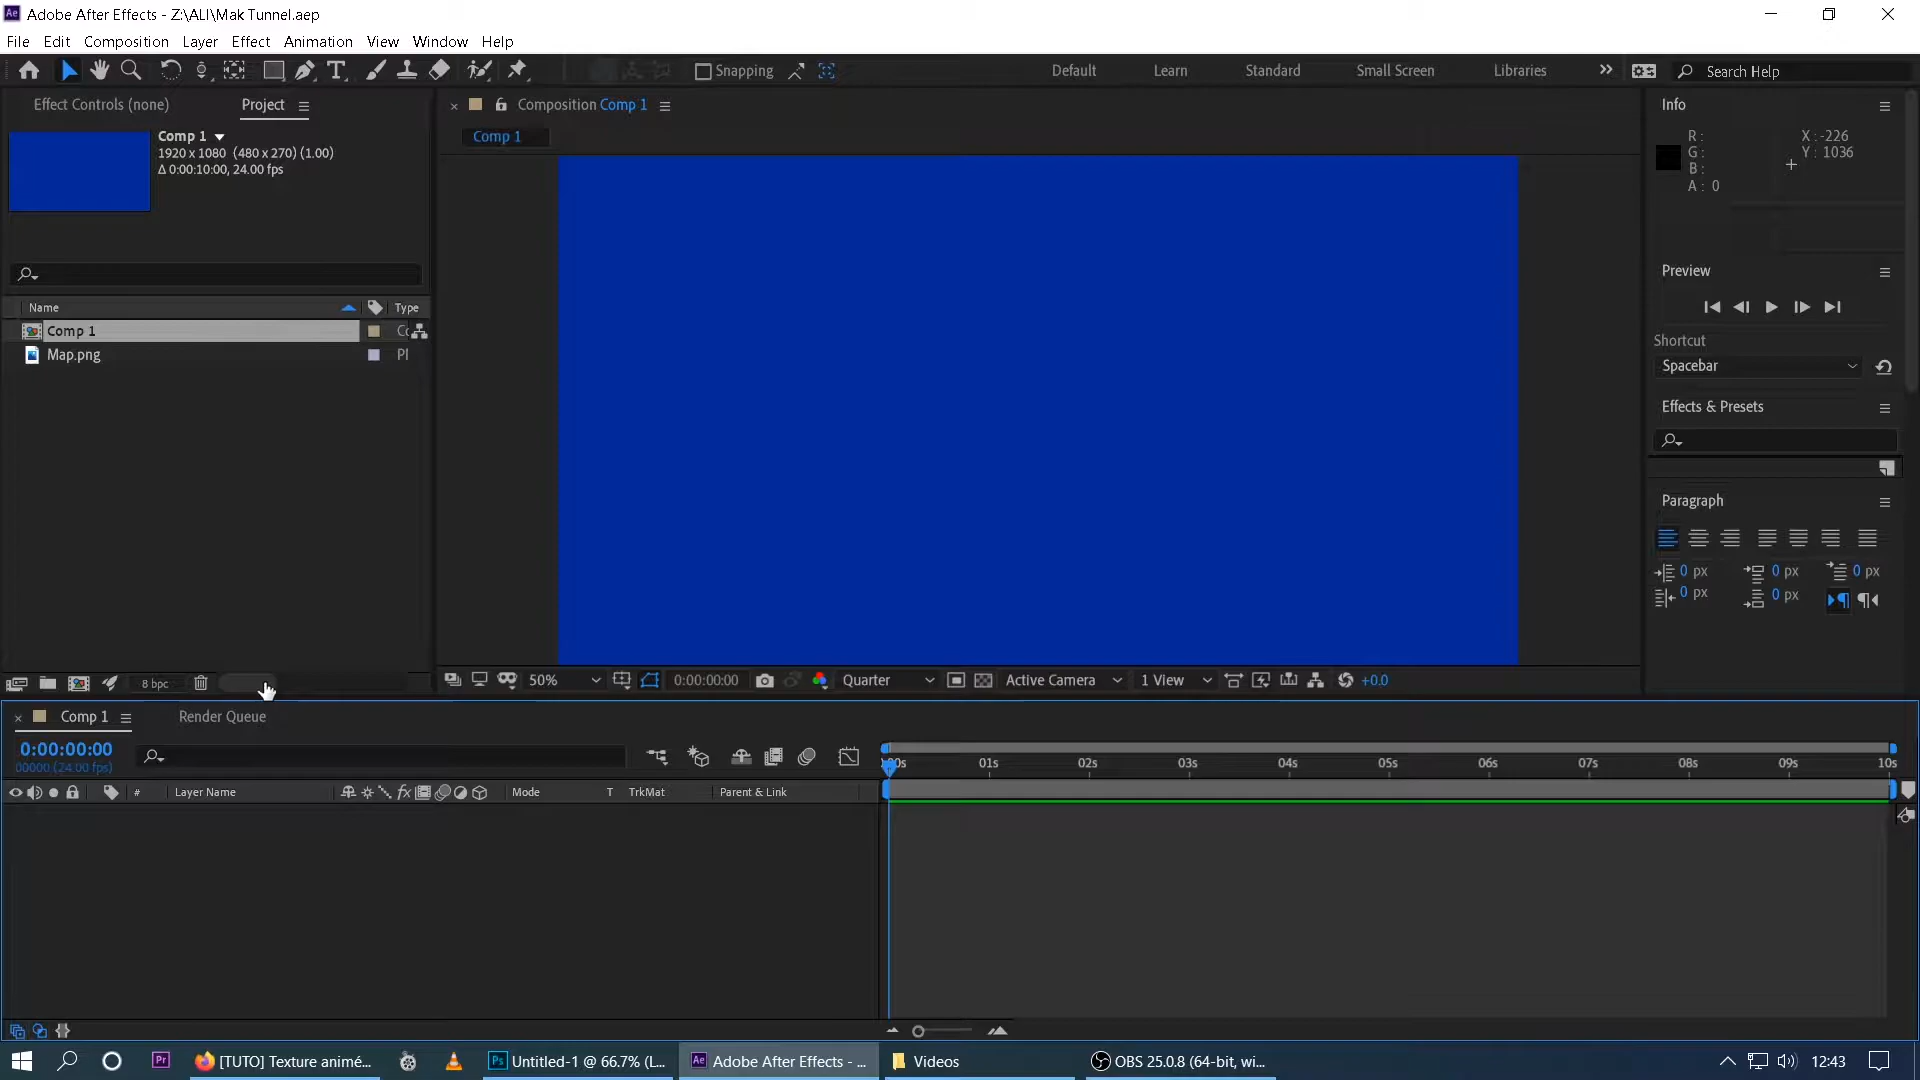 Adobe After Effects - Z:\ALI\Mak Tunnel.aep
File Edit Composition Layer Effect Animation View Window Help
Snapping Default Learn Standard Small Screen Libraries Search Help
Effect Controls (none) Project
Composition Comp 1
Info
Comp 1
1920 x 1080 (480 x 270) (1.00)
Δ 0:00:10:00, 24.00 fps
Comp 1
R :
G :
B :
A : 0
X : -226
Y : 1036
Preview
Name Type
Comp 1
Map.png
Shortcut
Spacebar
Effects & Presets
Paragraph
0 px 0 px 0 px
0 px 0 px
8 bpc
50% 0:00:00:00 Quarter Active Camera 1 View +0.0
Comp 1 Render Queue
0:00:00:00
00000 (24.00 fps)
01s 02s 03s 04s 05s 06s 07s 08s 09s 10s
# Layer Name Mode T TrkMat Parent & Link
[TUTO] Texture animé... Untitled-1 @ 66.7% (L... Adobe After Effects - ... Videos OBS 25.0.8 (64-bit, wi... 12:43